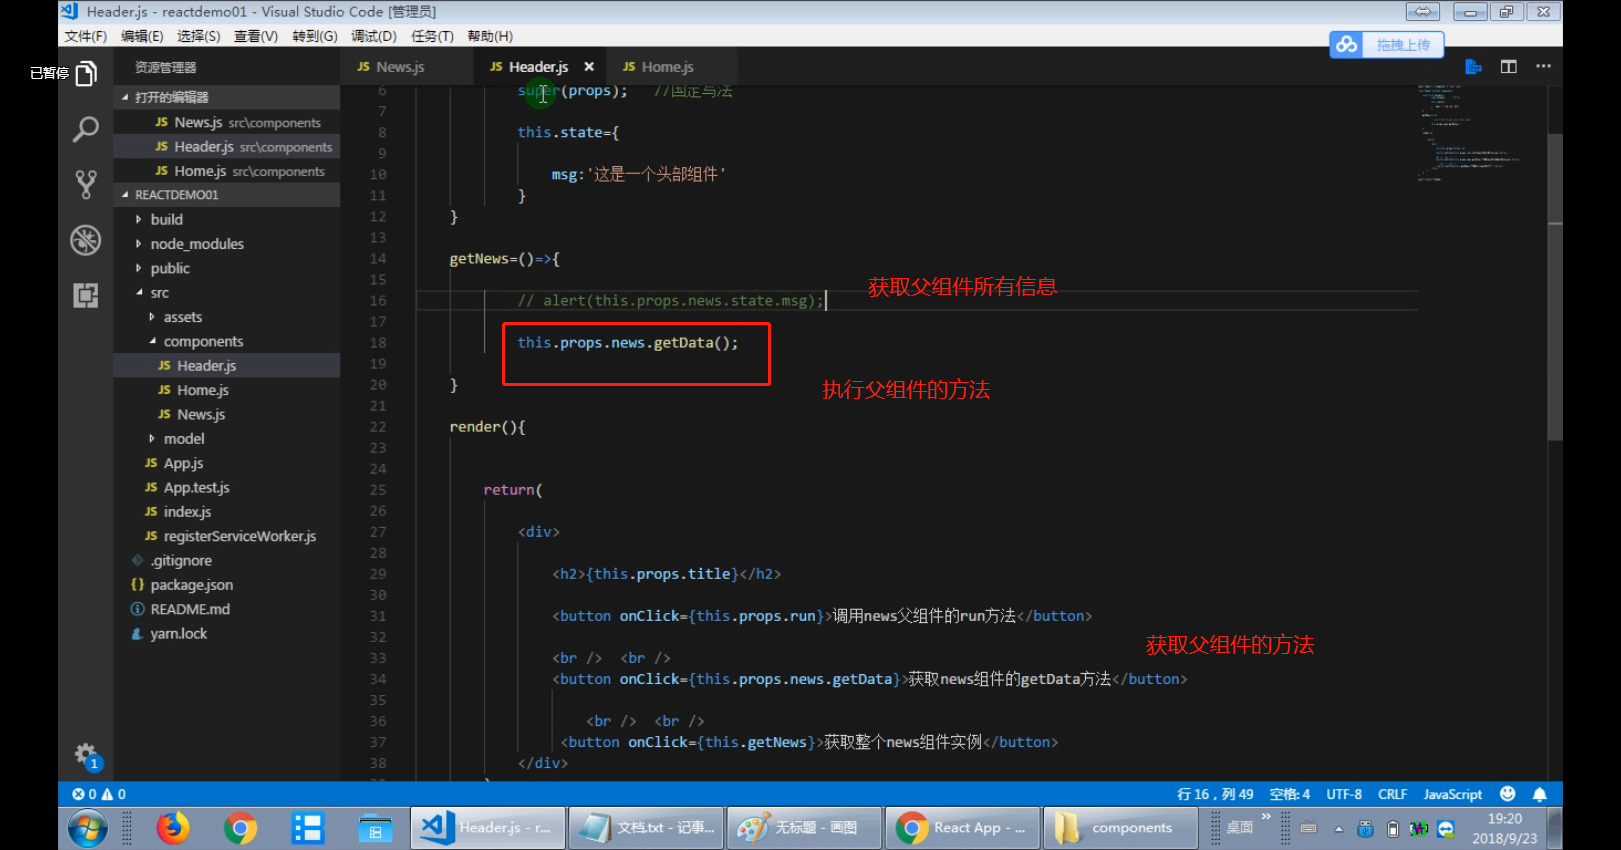 Header.js - reactdemo01 - Visual Studio Code [管理员]
文件(F) 编辑(E) 选择(S) 查看(V) 转到(G) 调试(D) 任务(T) 帮助(H)
拖拽上传
已暂停
资源管理器
JS News.js
JS Header.js
JS Home.js
打开的编辑器
JS News.js src\components
JS Header.js src\components
JS Home.js src\components
REACTDEMO01
build
node_modules
public
src
assets
components
JS Header.js
JS Home.js
JS News.js
model
JS App.js
JS App.test.js
JS index.js
JS registerServiceWorker.js
.gitignore
{} package.json
README.md
yarn.lock
1
6 super(props); //固定写法
7
8 this.state={
9
10 msg:'这是一个头部组件'
11 }
12 }
13
14 getNews=()=>{
15
获取父组件所有信息
16 // alert(this.props.news.state.msg);
17
18 this.props.news.getData();
19
20 }
执行父组件的方法
21
22 render(){
23
24
25 return(
26
27 <div>
28
29 <h2>{this.props.title}</h2>
30
31 <button onClick={this.props.run}>调用news父组件的run方法</button>
32
获取父组件的方法
33 <br /> <br />
34 <button onClick={this.props.news.getData}>获取news组件的getData方法</button>
35
36 <br /> <br />
37 <button onClick={this.getNews}>获取整个news组件实例</button>
38 </div>
0 0
行 16，列 49 空格: 4 UTF-8 CRLF JavaScript
Header.js - r...
文档.txt - 记事...
无标题 - 画图
React App - ...
components
桌面
19:20
2018/9/23